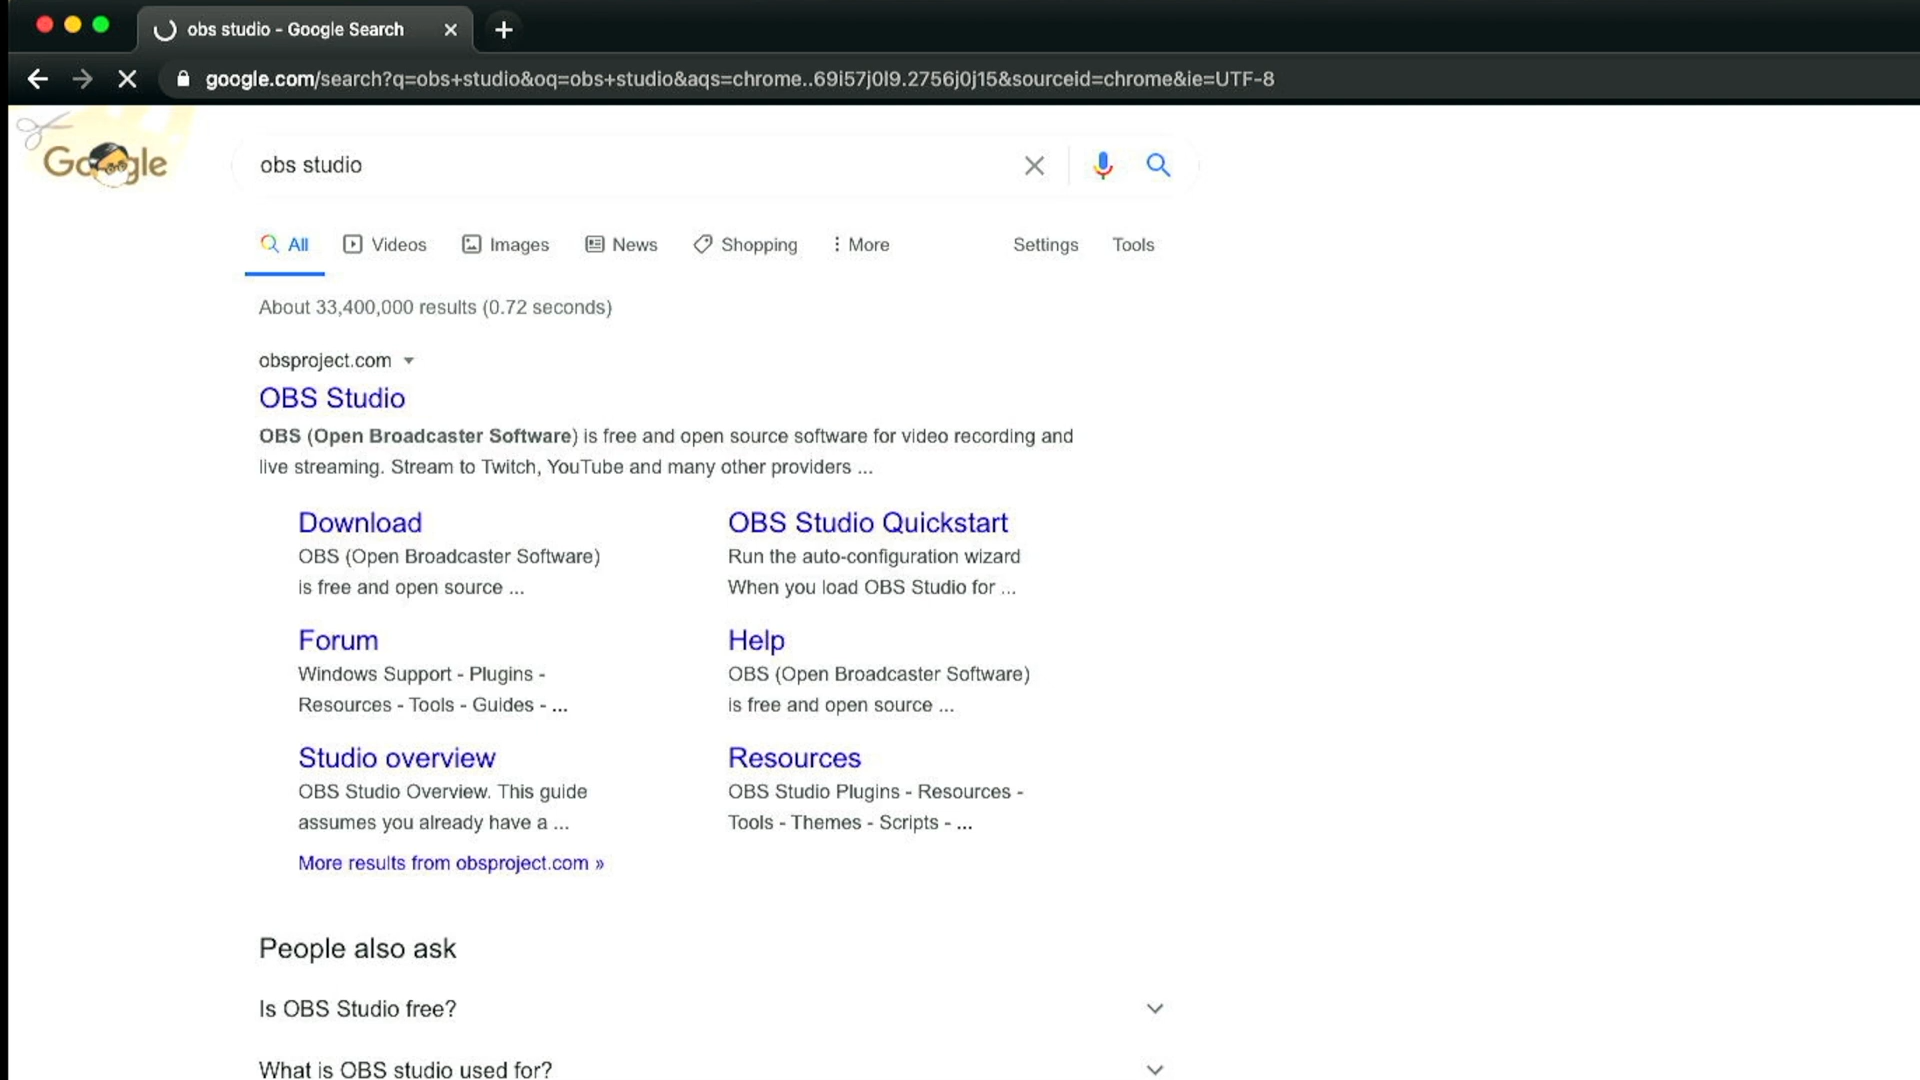 obs studio - Google Search
google.com/search?q=obs+studio&oq=obs+studio&aqs=chrome..69i57j0l9.2756j0j15&sourceid=chrome&ie=UTF-8
Google
obs studio
All Videos Images News Shopping More Settings Tools
About 33,400,000 results (0.72 seconds)
obsproject.com
OBS Studio
OBS (Open Broadcaster Software) is free and open source software for video recording and
live streaming. Stream to Twitch, YouTube and many other providers ...
Download
OBS (Open Broadcaster Software)
is free and open source ...
OBS Studio Quickstart
Run the auto-configuration wizard
When you load OBS Studio for ...
Forum
Windows Support - Plugins -
Resources - Tools - Guides - ...
Help
OBS (Open Broadcaster Software)
is free and open source ...
Studio overview
OBS Studio Overview. This guide
assumes you already have a ...
Resources
OBS Studio Plugins - Resources -
Tools - Themes - Scripts - ...
More results from obsproject.com »
People also ask
Is OBS Studio free?
What is OBS studio used for?